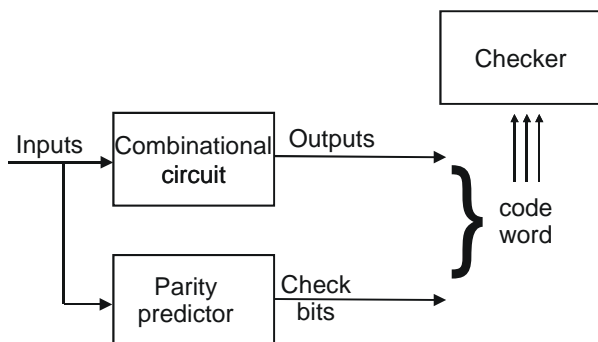 Checker
Inputs
Combinational
circuit
Outputs
code
word
Parity
predictor
Check
bits